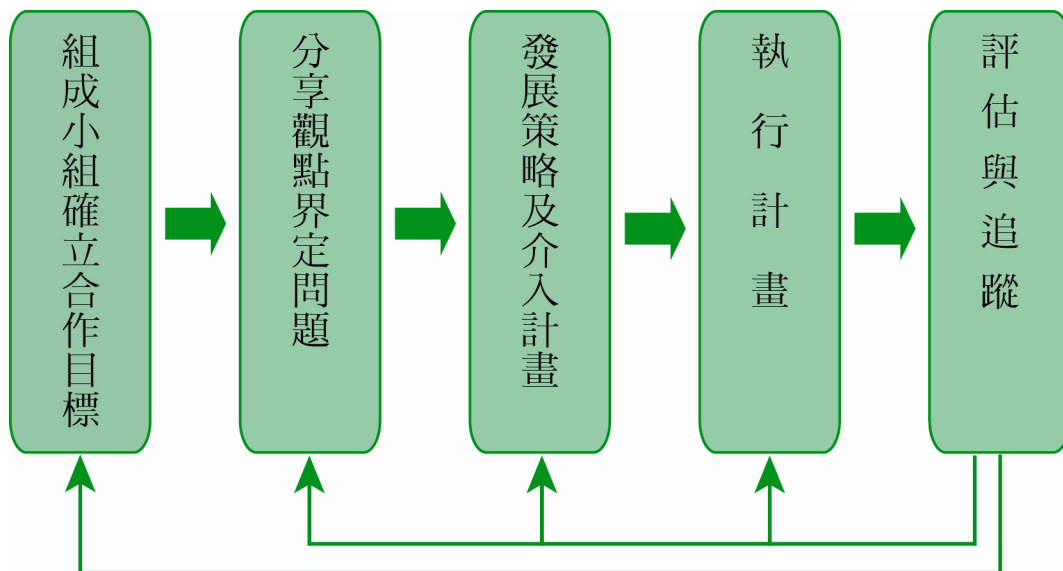 組成小組確立合作目標
分享觀點界定問題
發展策略及介入計畫
執行計畫
評估與追蹤